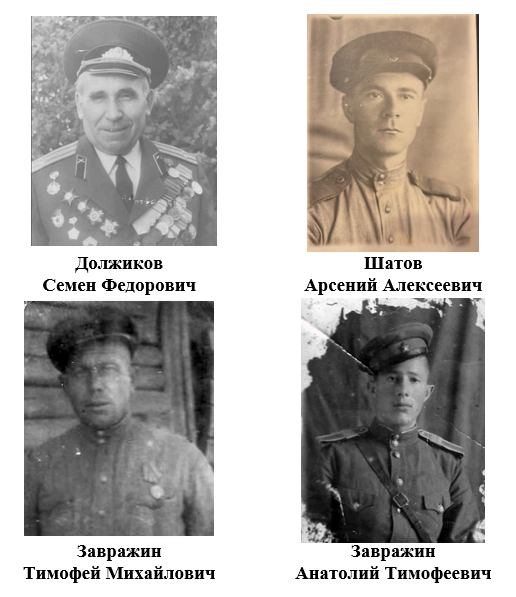 Должиков
Семен Федорович
Шатов
Арсений Алексеевич
Завражин
Тимофей Михайлович
Завражин
Анатолий Тимофеевич